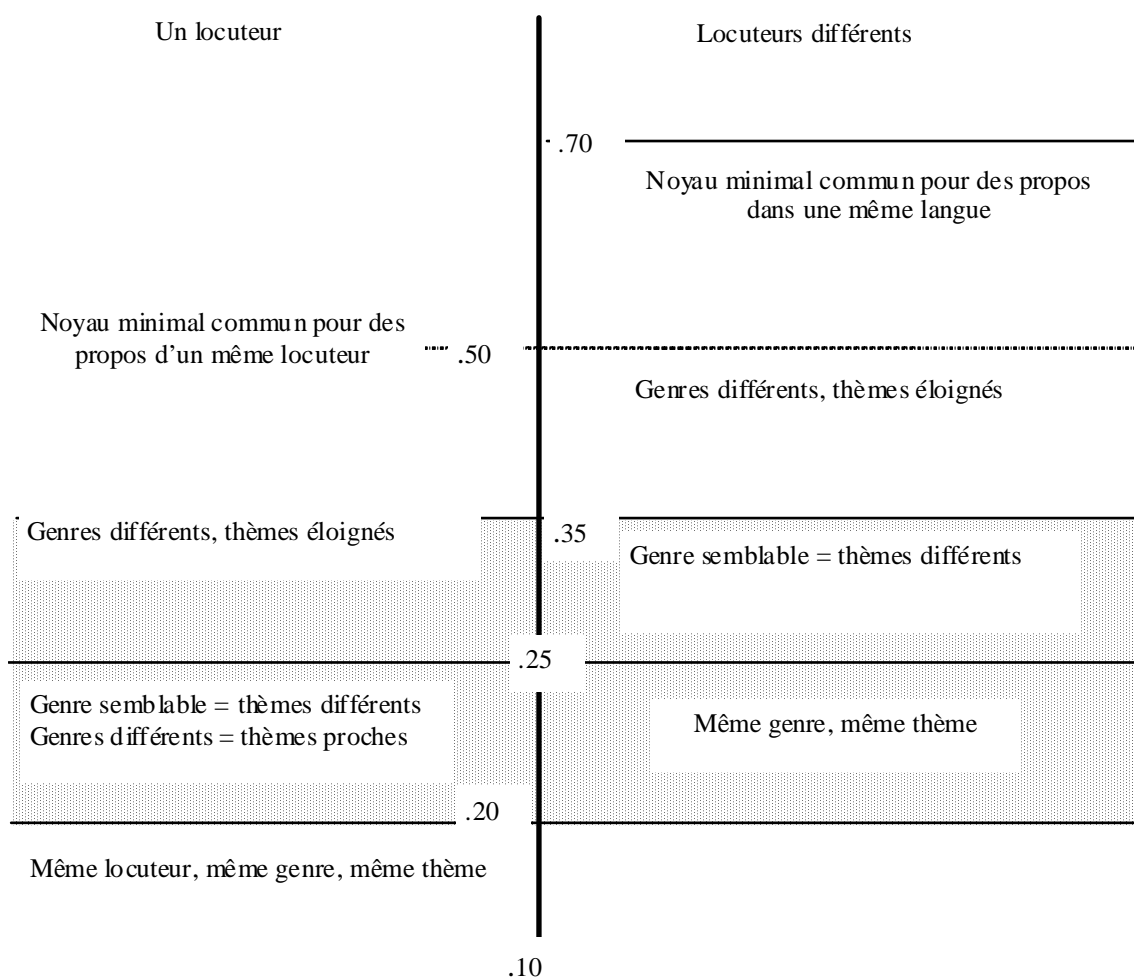 Un locuteur
Locuteurs différents
.70
Noyau minimal commun pour des propos
dans une même langue
Noyau minimal commun pour des
propos d’un même locuteur
.50
Genres différents, thèmes éloignés
Genres différents, thèmes éloignés
.35
Genre semblable = thèmes différents
.25
Genre semblable = thèmes différents
Genres différents = thèmes proches
Même genre, même thème
.20
Même locuteur, même genre, même thème
.10